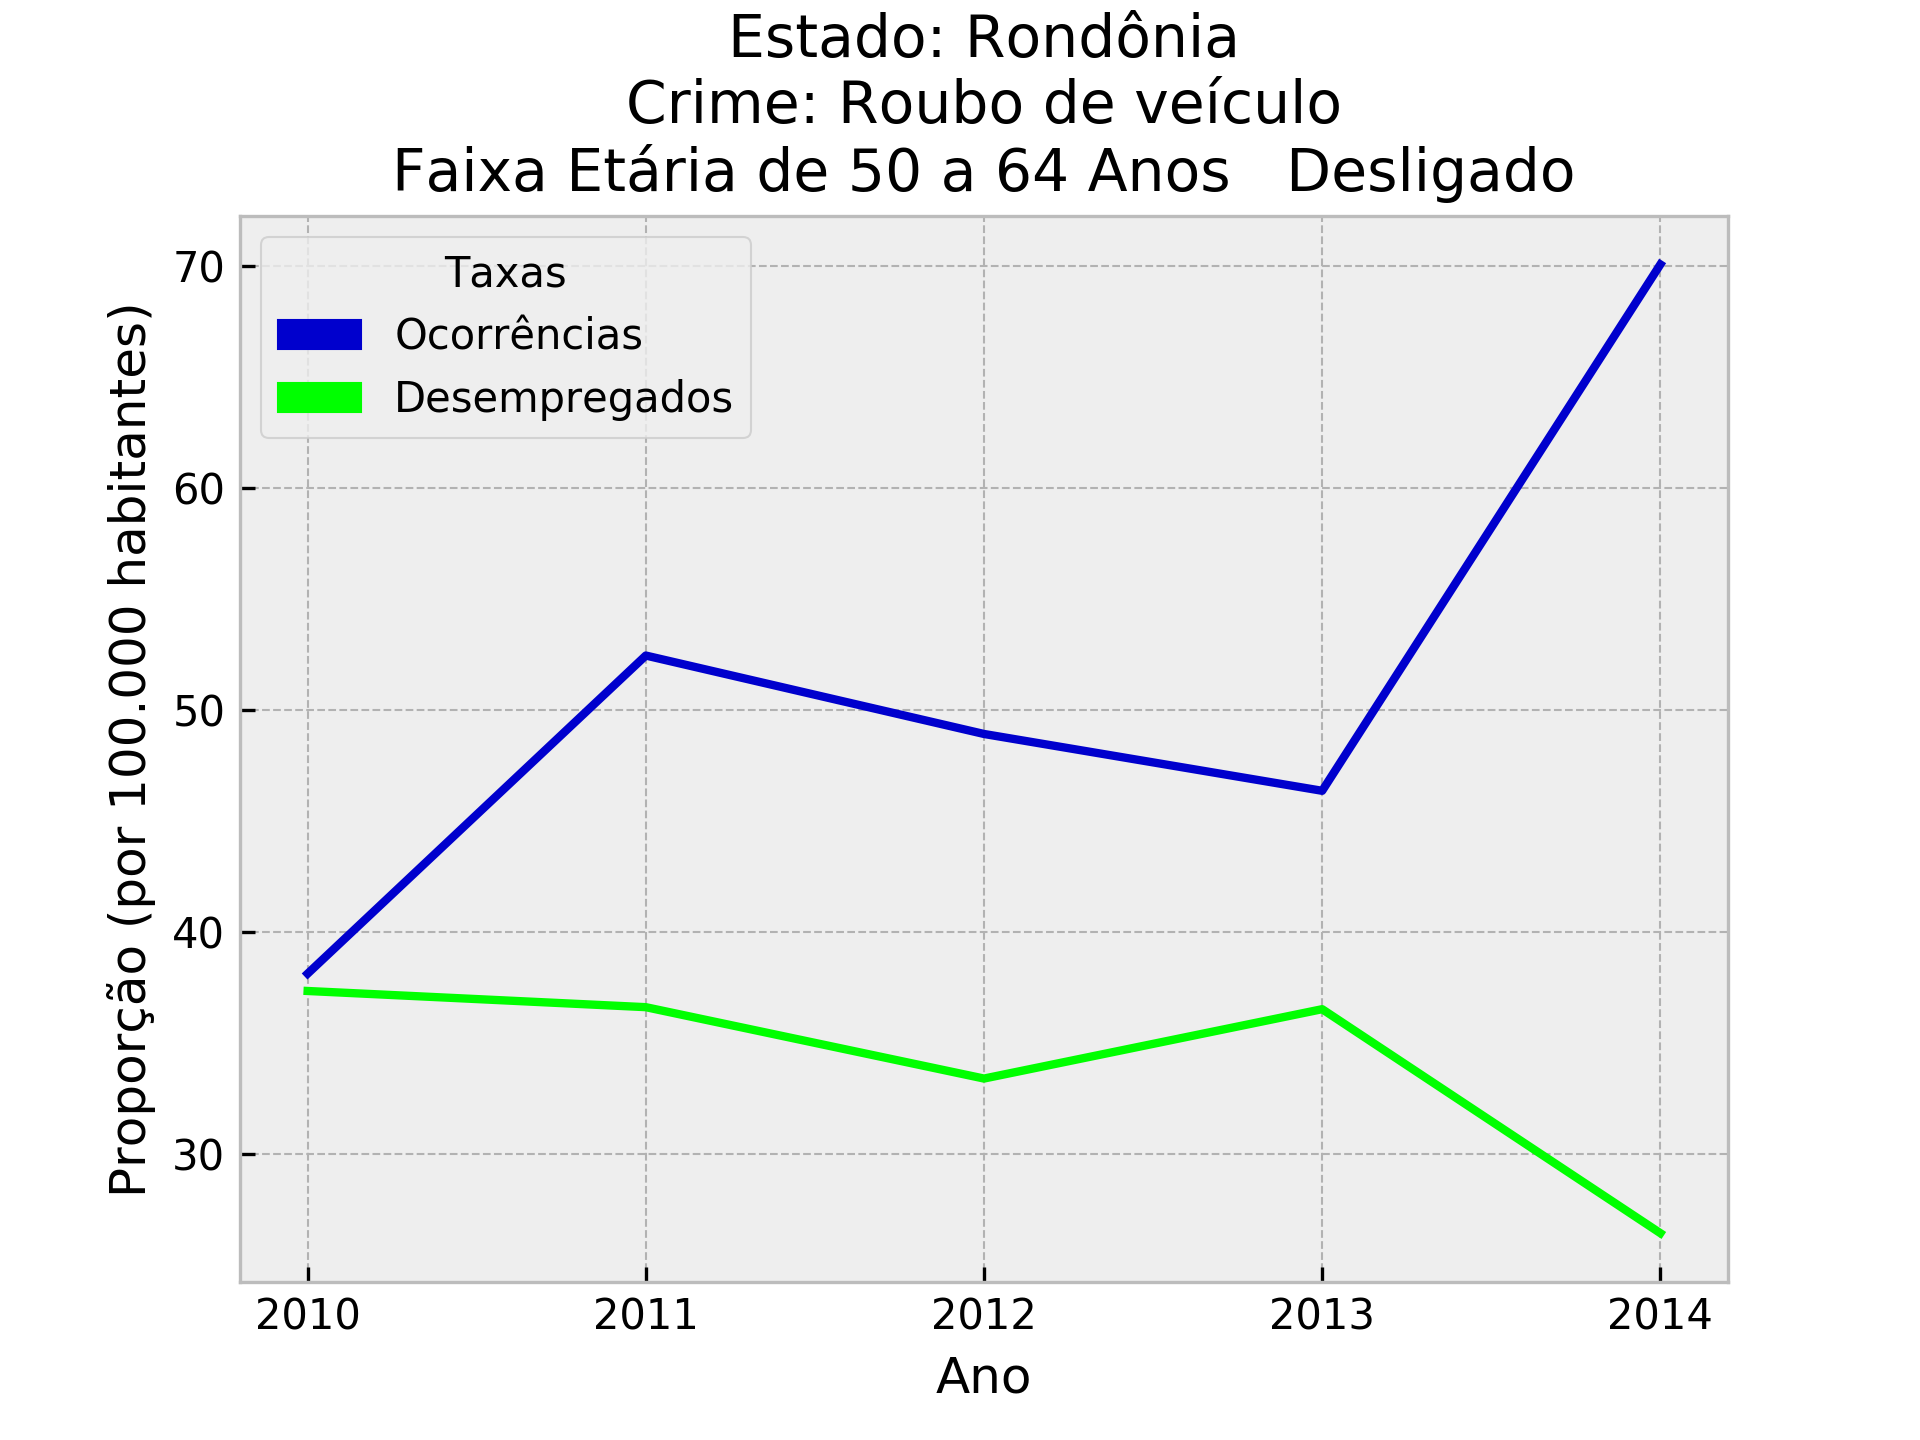 Estado: Rondônia
Crime: Roubo de veículo
Faixa Etária de 50 a 64 Anos   Desligado
Taxas
Ocorrências
Desempregados
Proporção (por 100.000 habitantes)
70
60
50
40
30
2010
2011
2012
2013
2014
Ano